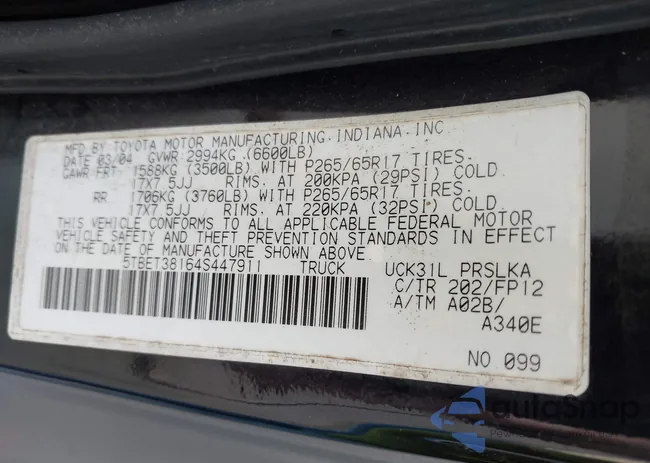 MFD BY TOYOTA MOTOR MANUFACTURING.INDIANA.INC
DATE 03/04 GVWR 2994KG (6600LB)
GAWR FRT: 1588KG (3500LB) WITH P265/65R17 TIRES.
17X7.5JJ RIMS. AT 200KPA (29PSI) COLD.
RR 1706KG (3760LB) WITH P265/65R17 TIRES.
17X7.5JJ RIMS. AT 220KPA (32PSI) COLD.
THIS VEHICLE CONFORMS TO ALL APPLICABLE FEDERAL MOTOR
VEHICLE SAFETY AND THEFT PREVENTION STANDARDS IN EFFECT
ON THE DATE OF MANUFACTURE SHOWN ABOVE
5TBET38164S447911 TRUCK UCK31L PRSLKA
C/TR 202/FP12
A/TM A02B/
A340E
NO 099
AutoShop